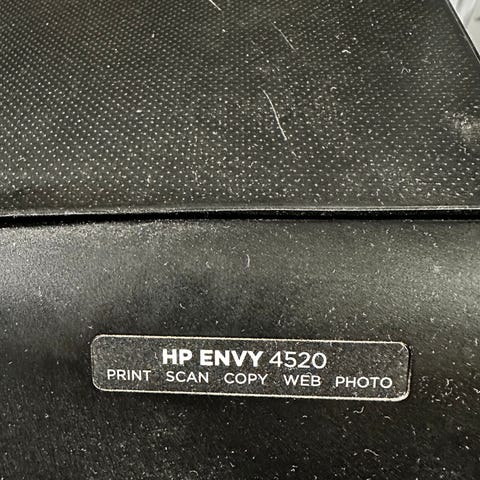 HP ENVY 4520
PRINT SCAN COPY WEB PHOTO